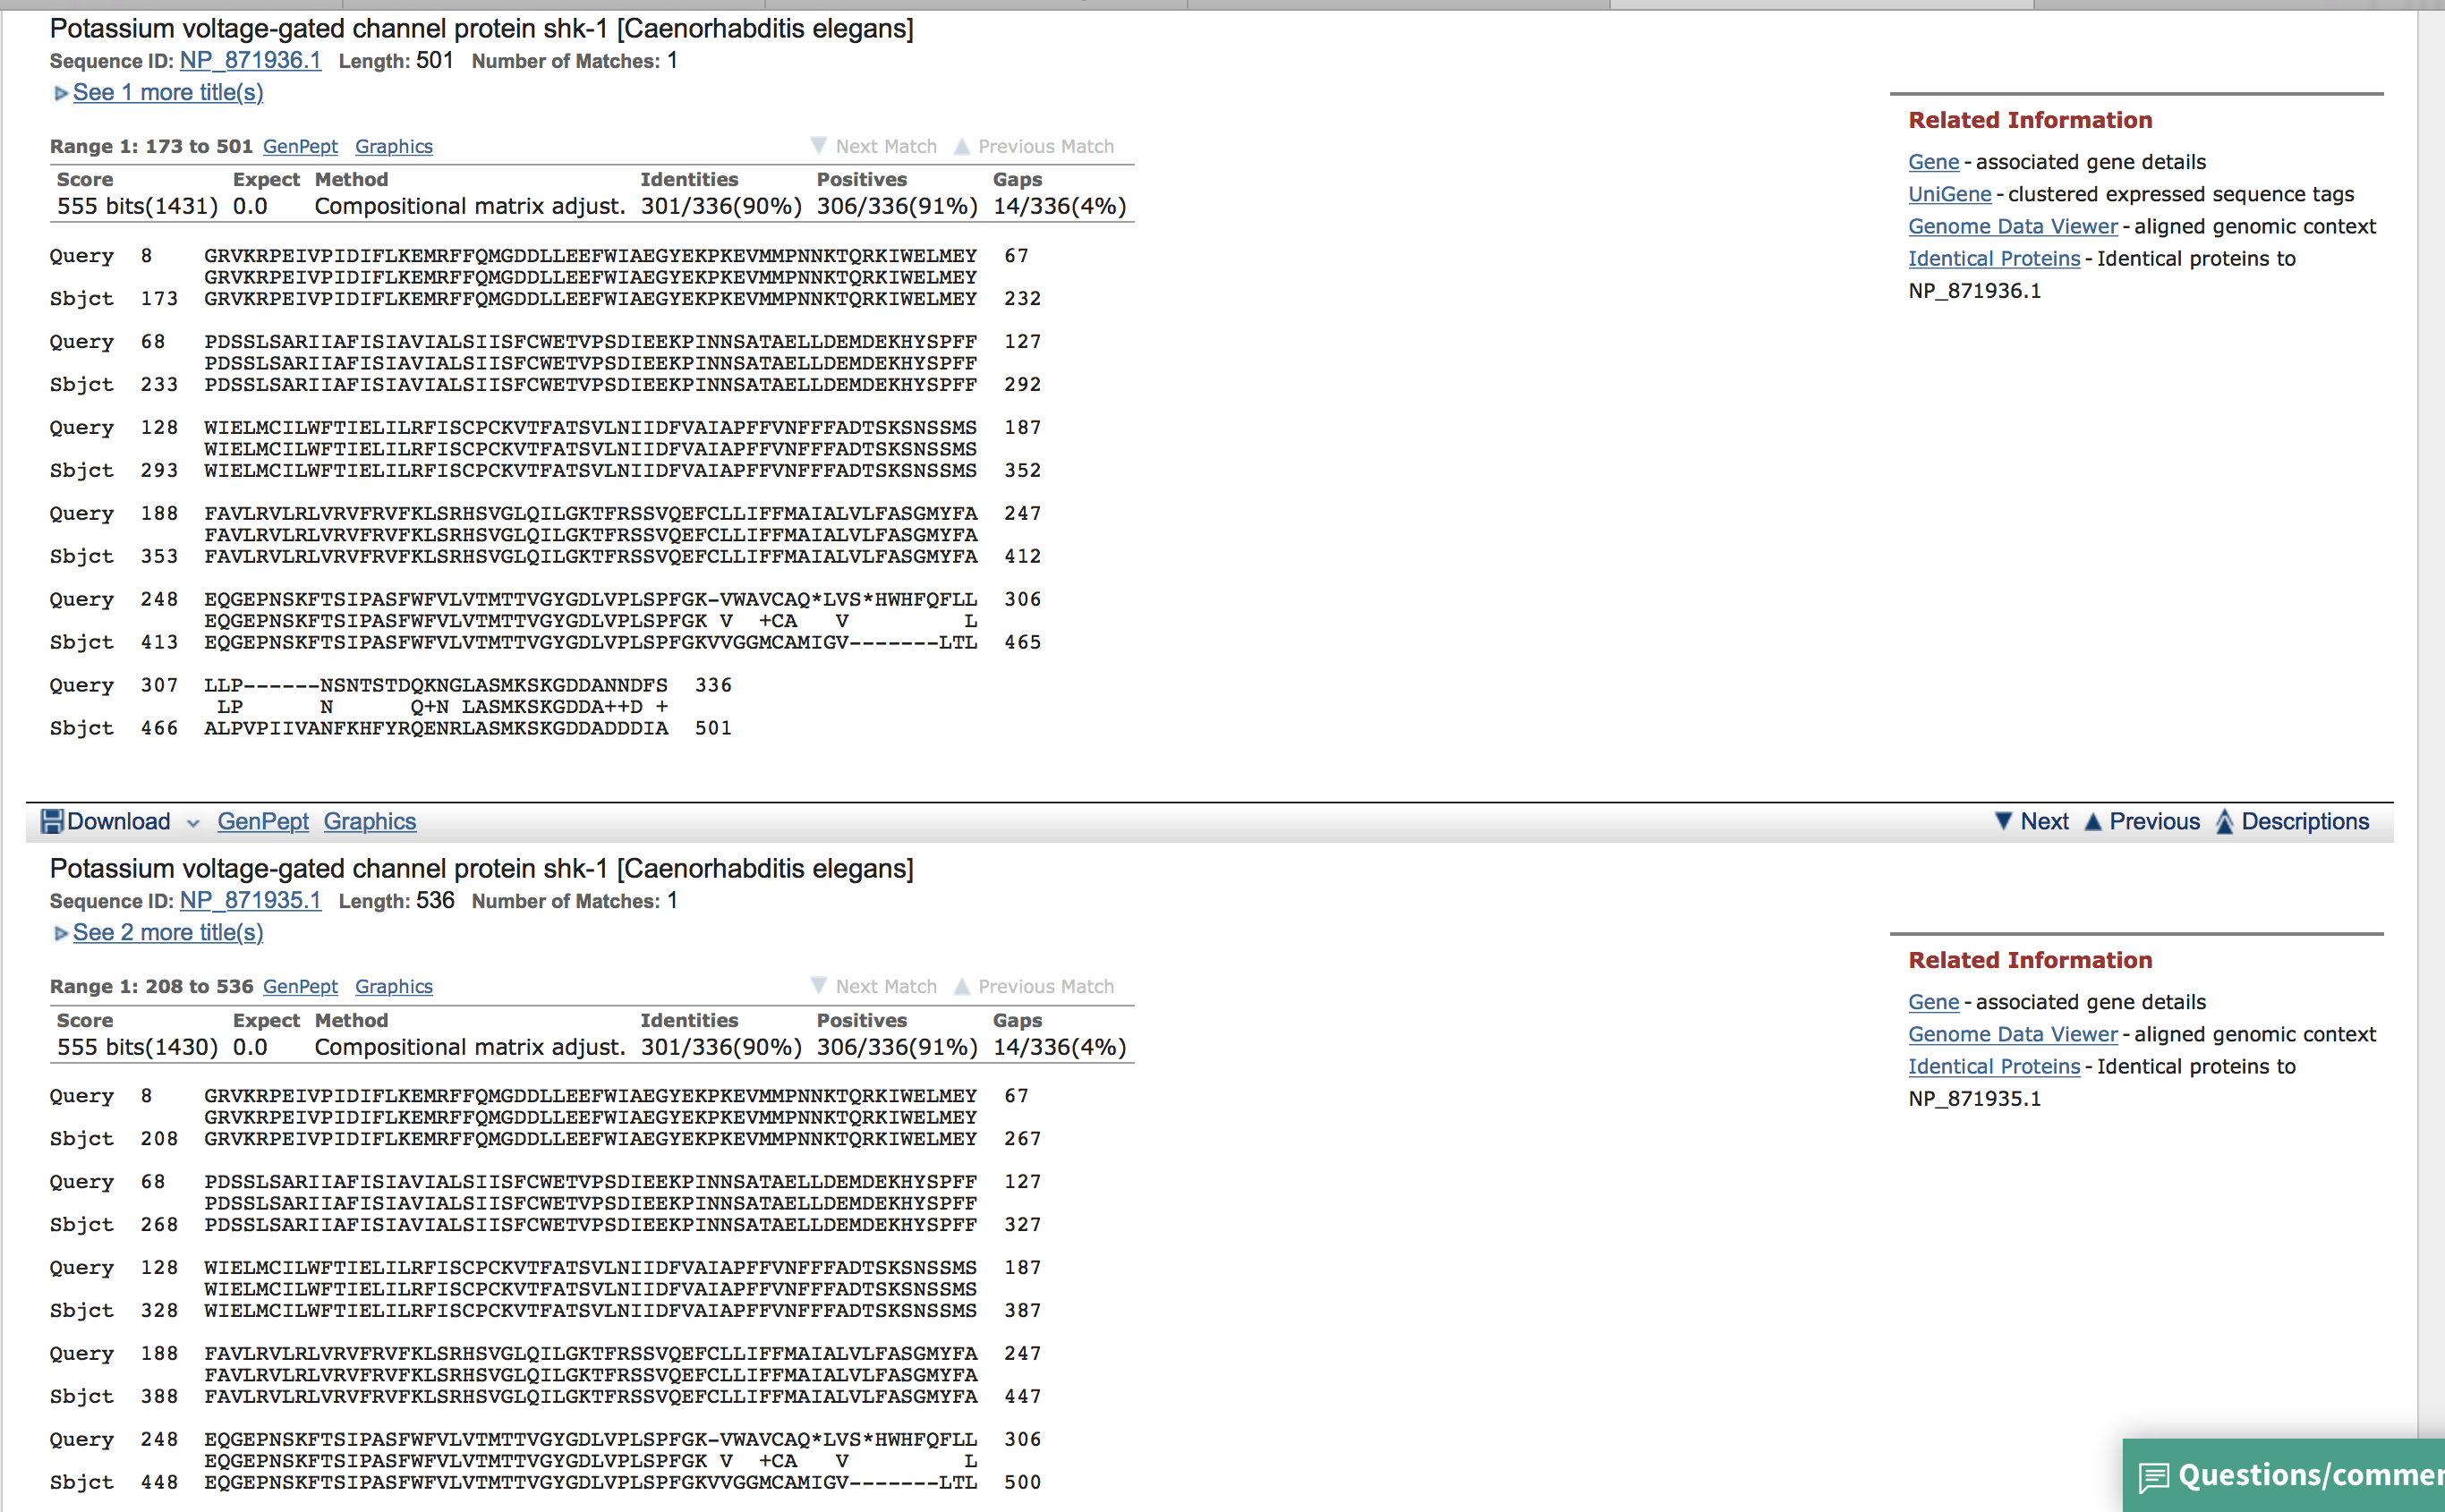 Potassium voltage-gated channel protein shk-1 [Caenorhabditis elegans]
Sequence ID: NP_871936.1 Length: 501 Number of Matches: 1
See 1 more title(s)
Range 1: 173 to 501 GenPept Graphics Next Match Previous Match
Score Expect Method Identities Positives Gaps
555 bits(1431) 0.0 Compositional matrix adjust. 301/336(90%) 306/336(91%) 14/336(4%)
Query 8 GRVKRPEIVPIDIFLKEMRFFQMGDDLLEEFWIAEGYEKPKEVMMPNNKTQRKIWELMEY 67
GRVKRPEIVPIDIFLKEMRFFQMGDDLLEEFWIAEGYEKPKEVMMPNNKTQRKIWELMEY
Sbjct 173 GRVKRPEIVPIDIFLKEMRFFQMGDDLLEEFWIAEGYEKPKEVMMPNNKTQRKIWELMEY 232
Query 68 PDSSLSARIIAFISIAVIALSIISFCWETVPSDIEEKPINNSATAELLDEMDEKHYSPFF 127
PDSSLSARIIAFISIAVIALSIISFCWETVPSDIEEKPINNSATAELLDEMDEKHYSPFF
Sbjct 233 PDSSLSARIIAFISIAVIALSIISFCWETVPSDIEEKPINNSATAELLDEMDEKHYSPFF 292
Query 128 WIELMCILWFTIELILRFISCPCKVTFATSVLNIIDFVAIAPFFVNFFFADTSKSNSSMS 187
WIELMCILWFTIELILRFISCPCKVTFATSVLNIIDFVAIAPFFVNFFFADTSKSNSSMS
Sbjct 293 WIELMCILWFTIELILRFISCPCKVTFATSVLNIIDFVAIAPFFVNFFFADTSKSNSSMS 352
Query 188 FAVLRVLRLVRVFRVFKLSRHSVGLQILGKTFRSSVQEFCLLIFFMAIALVLFASGMYFA 247
FAVLRVLRLVRVFRVFKLSRHSVGLQILGKTFRSSVQEFCLLIFFMAIALVLFASGMYFA
Sbjct 353 FAVLRVLRLVRVFRVFKLSRHSVGLQILGKTFRSSVQEFCLLIFFMAIALVLFASGMYFA 412
Query 248 EQGEPNSKFTSIPASFWFVLVTMTTVGYGDLVPLSPFGK-VWAVCAQ*LVS*HWHFQFLL 306
EQGEPNSKFTSIPASFWFVLVTMTTVGYGDLVPLSPFGK V  +CA   V         L
Sbjct 413 EQGEPNSKFTSIPASFWFVLVTMTTVGYGDLVPLSPFGKVVGGMCAMIGV-------LTL 465
Query 307 LLP------NSNTSTDQKNGLASMKSKGDDANNDFS 336
LP      N      Q+N LASMKSKGDDA++D +
Sbjct 466 ALPVPIIVANFKHFYRQENRLASMKSKGDDADDDIA 501
Related Information
Gene - associated gene details
UniGene - clustered expressed sequence tags
Genome Data Viewer - aligned genomic context
Identical Proteins - Identical proteins to
NP_871936.1
Download GenPept Graphics Next Previous Descriptions
Potassium voltage-gated channel protein shk-1 [Caenorhabditis elegans]
Sequence ID: NP_871935.1 Length: 536 Number of Matches: 1
See 2 more title(s)
Range 1: 208 to 536 GenPept Graphics Next Match Previous Match
Score Expect Method Identities Positives Gaps
555 bits(1430) 0.0 Compositional matrix adjust. 301/336(90%) 306/336(91%) 14/336(4%)
Query 8 GRVKRPEIVPIDIFLKEMRFFQMGDDLLEEFWIAEGYEKPKEVMMPNNKTQRKIWELMEY 67
GRVKRPEIVPIDIFLKEMRFFQMGDDLLEEFWIAEGYEKPKEVMMPNNKTQRKIWELMEY
Sbjct 208 GRVKRPEIVPIDIFLKEMRFFQMGDDLLEEFWIAEGYEKPKEVMMPNNKTQRKIWELMEY 267
Query 68 PDSSLSARIIAFISIAVIALSIISFCWETVPSDIEEKPINNSATAELLDEMDEKHYSPFF 127
PDSSLSARIIAFISIAVIALSIISFCWETVPSDIEEKPINNSATAELLDEMDEKHYSPFF
Sbjct 268 PDSSLSARIIAFISIAVIALSIISFCWETVPSDIEEKPINNSATAELLDEMDEKHYSPFF 327
Query 128 WIELMCILWFTIELILRFISCPCKVTFATSVLNIIDFVAIAPFFVNFFFADTSKSNSSMS 187
WIELMCILWFTIELILRFISCPCKVTFATSVLNIIDFVAIAPFFVNFFFADTSKSNSSMS
Sbjct 328 WIELMCILWFTIELILRFISCPCKVTFATSVLNIIDFVAIAPFFVNFFFADTSKSNSSMS 387
Query 188 FAVLRVLRLVRVFRVFKLSRHSVGLQILGKTFRSSVQEFCLLIFFMAIALVLFASGMYFA 247
FAVLRVLRLVRVFRVFKLSRHSVGLQILGKTFRSSVQEFCLLIFFMAIALVLFASGMYFA
Sbjct 388 FAVLRVLRLVRVFRVFKLSRHSVGLQILGKTFRSSVQEFCLLIFFMAIALVLFASGMYFA 447
Query 248 EQGEPNSKFTSIPASFWFVLVTMTTVGYGDLVPLSPFGK-VWAVCAQ*LVS*HWHFQFLL 306
EQGEPNSKFTSIPASFWFVLVTMTTVGYGDLVPLSPFGK V  +CA   V         L
Sbjct 448 EQGEPNSKFTSIPASFWFVLVTMTTVGYGDLVPLSPFGKVVGGMCAMIGV-------LTL 500
Related Information
Gene - associated gene details
Genome Data Viewer - aligned genomic context
Identical Proteins - Identical proteins to
NP_871935.1
Questions/commen